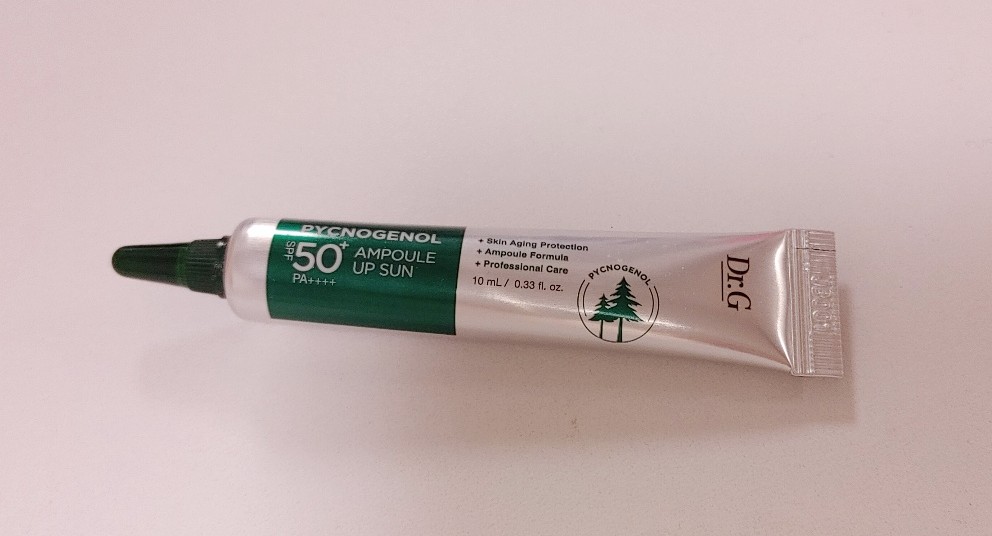 PYCNOGENOL
SPF 50+
PA++++
AMPOULE
UP SUN
+ Skin Aging Protection
+ Ampoule Formula
+ Professional Care
10 mL / 0.33 fl. oz.
PYCNOGENOL
Dr.G